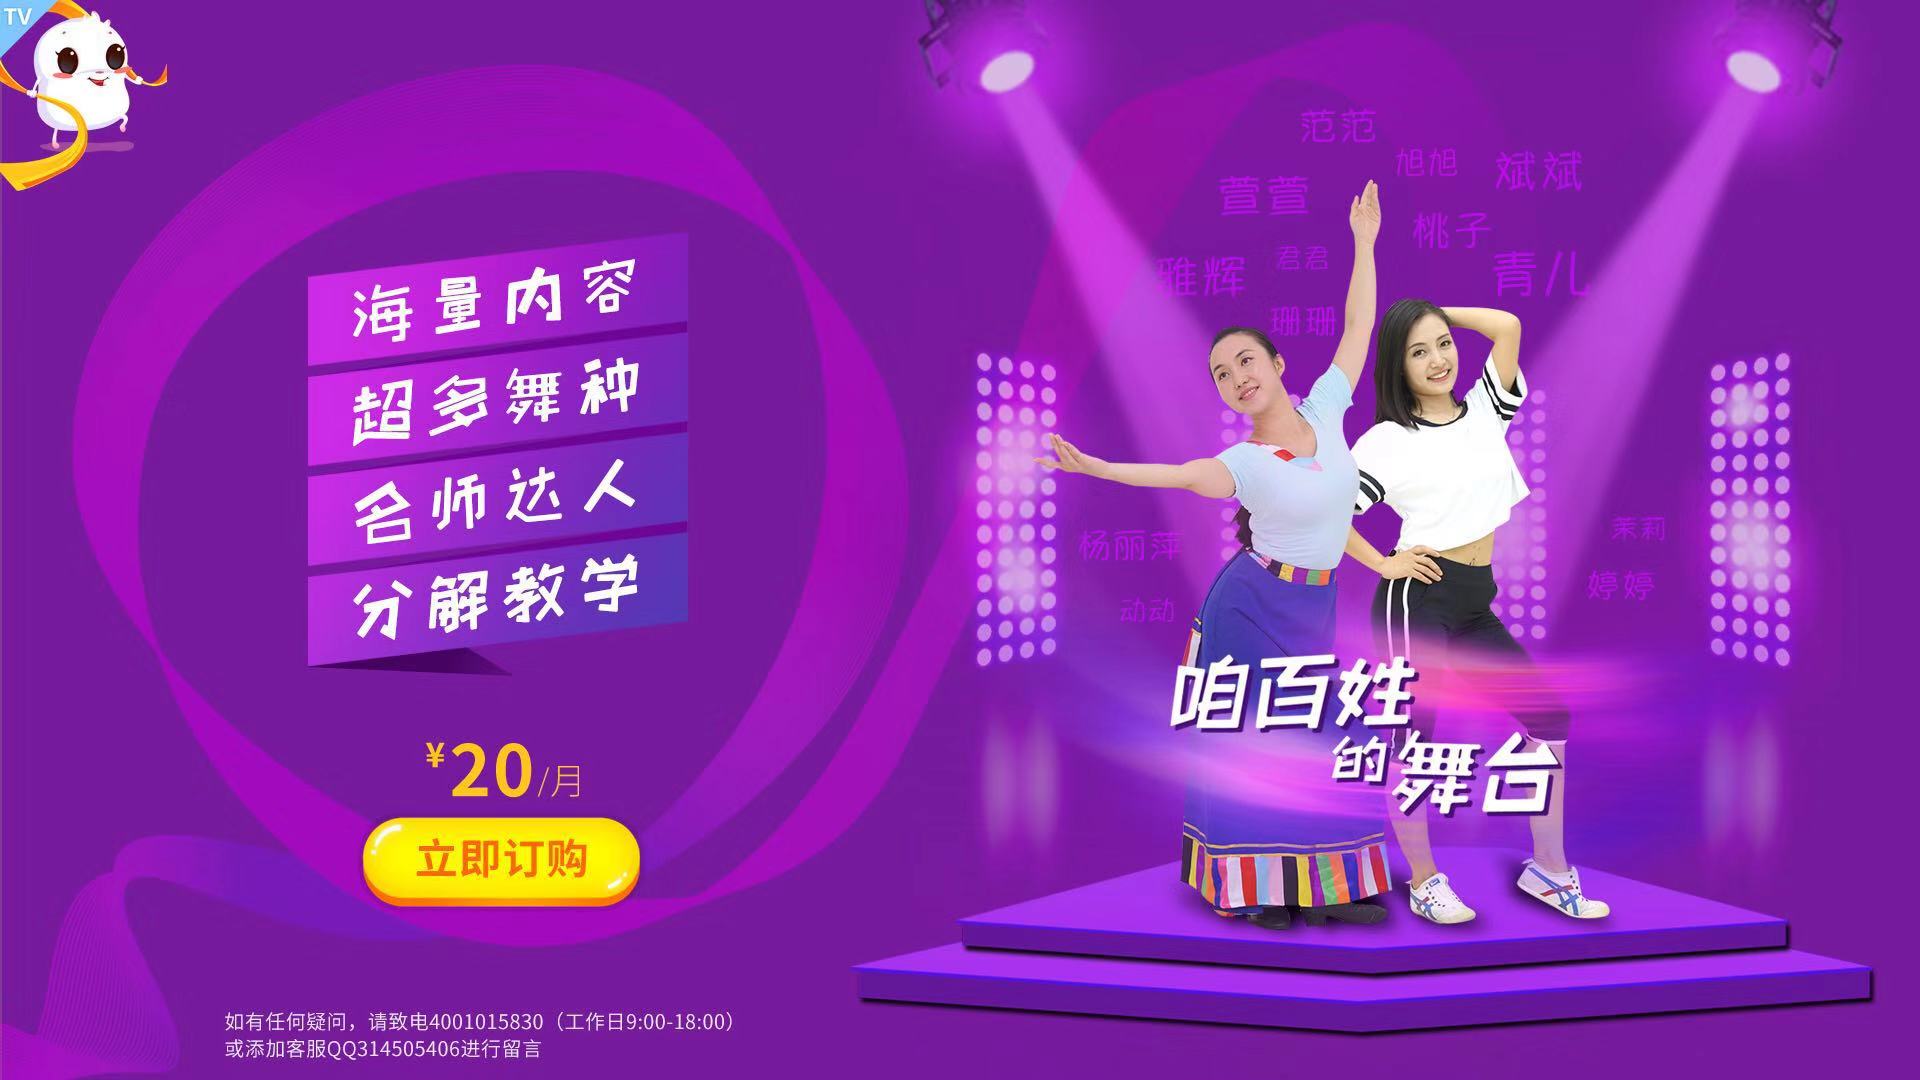 TV
海量内容
超多舞种
名师达人
分解教学
¥20/月
立即订购
如有任何疑问，请致电4001015830（工作日9:00-18:00）
或添加客服QQ314505406进行留言
范范
旭旭
斌斌
萱萱
桃子
君君
雅辉
青儿
珊珊
杨丽萍
动动
茉莉
婷婷
咱百姓
的舞台